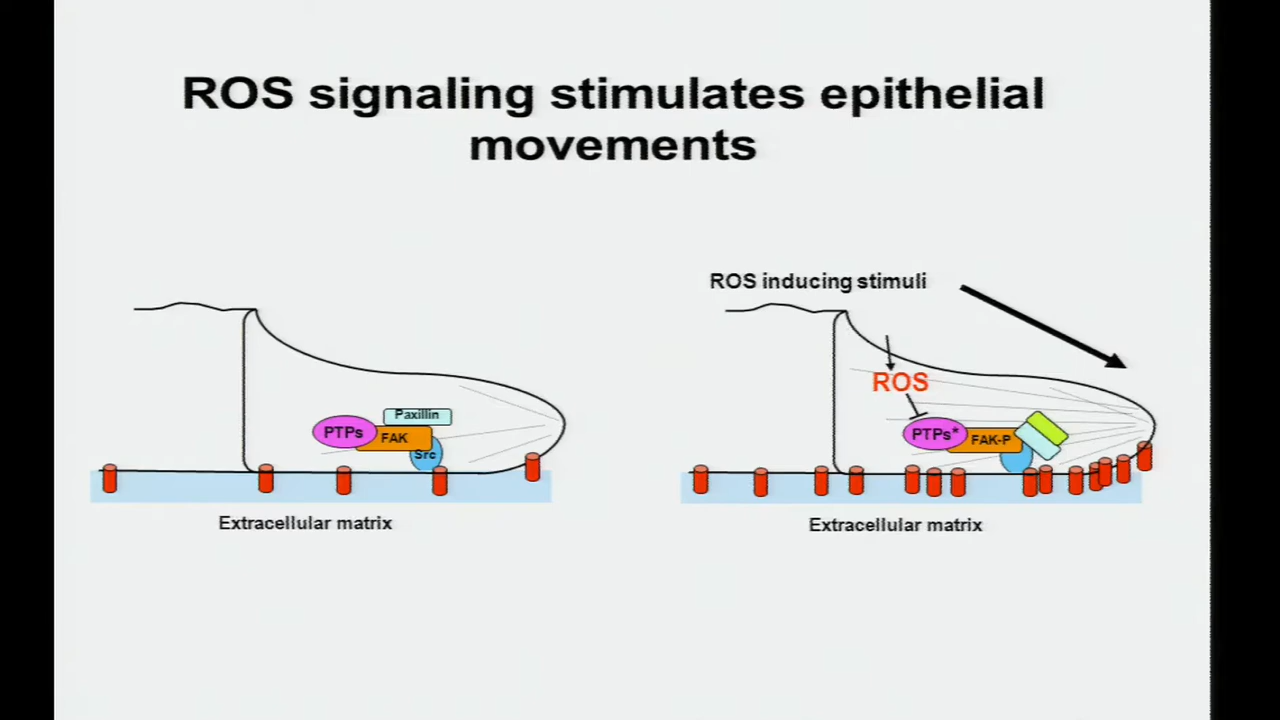 ROS signaling stimulates epithelial
movements
ROS inducing stimuli
Paxillin
PTPs
FAK
Src
Extracellular matrix
ROS
PTPs*
FAK-P
Extracellular matrix